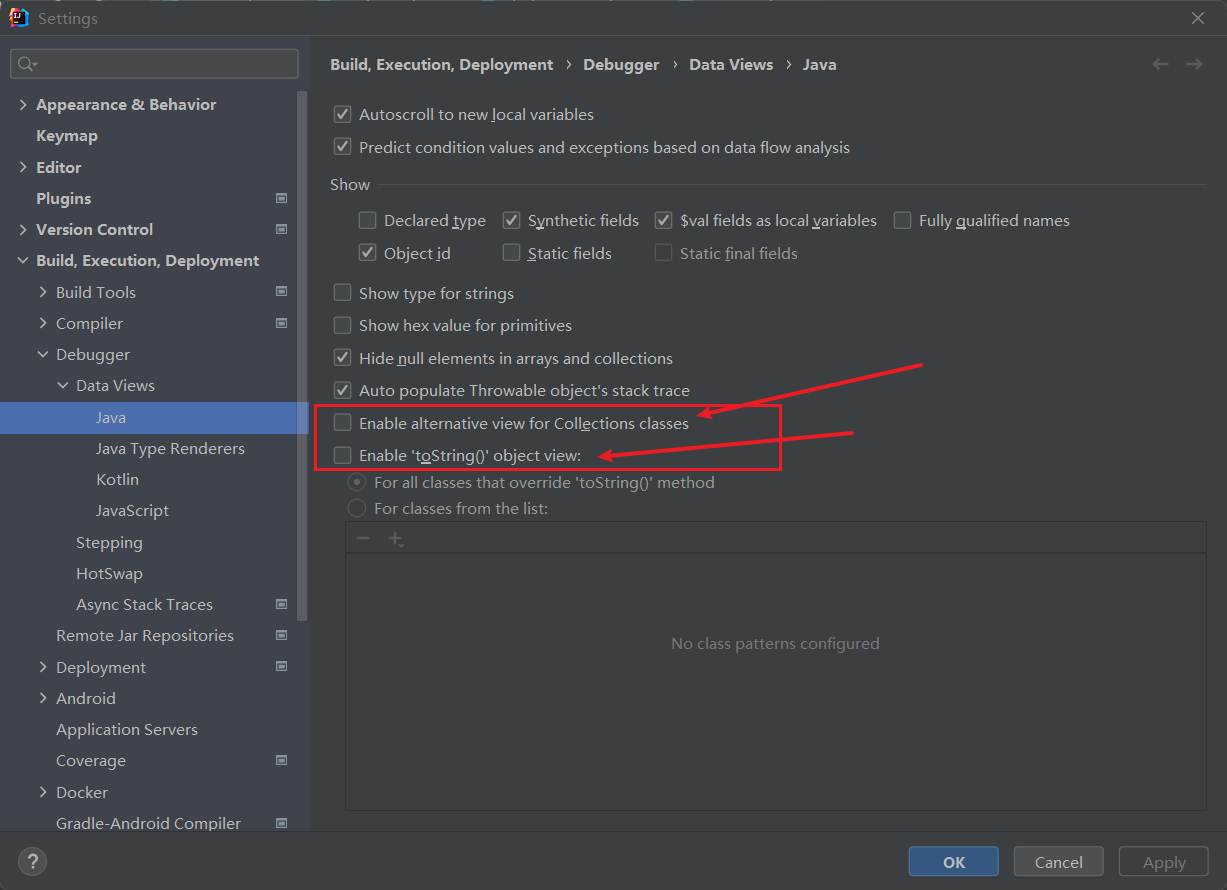 Settings
Build, Execution, Deployment › Debugger › Data Views › Java
Appearance & Behavior
Keymap
Editor
Plugins
Version Control
Build, Execution, Deployment
Build Tools
Compiler
Debugger
Data Views
Java
Java Type Renderers
Kotlin
JavaScript
Stepping
HotSwap
Async Stack Traces
Remote Jar Repositories
Deployment
Android
Application Servers
Coverage
Docker
Gradle-Android Compiler
Autoscroll to new local variables
Predict condition values and exceptions based on data flow analysis
Show
Declared type Synthetic fields $val fields as local variables Fully qualified names
Object id Static fields Static final fields
Show type for strings
Show hex value for primitives
Hide null elements in arrays and collections
Auto populate Throwable object's stack trace
Enable alternative view for Collections classes
Enable 'toString()' object view:
For all classes that override 'toString()' method
For classes from the list:
No class patterns configured
? OK Cancel Apply